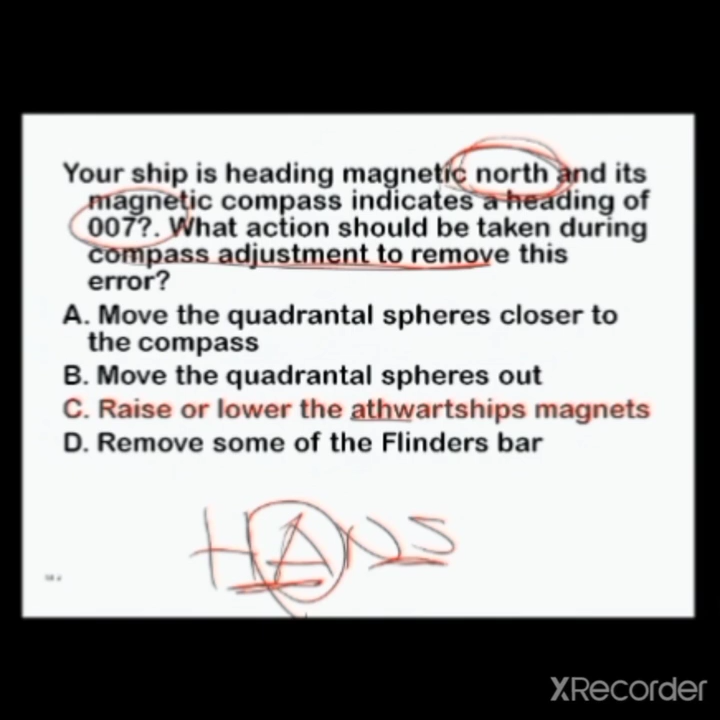 Your ship is heading magnetic north and its
magnetic compass indicates a heading of
007?. What action should be taken during
compass adjustment to remove this
error?
A. Move the quadrantal spheres closer to
the compass
B. Move the quadrantal spheres out
C. Raise or lower the athwartships magnets
D. Remove some of the Flinders bar
HANS
XRecorder